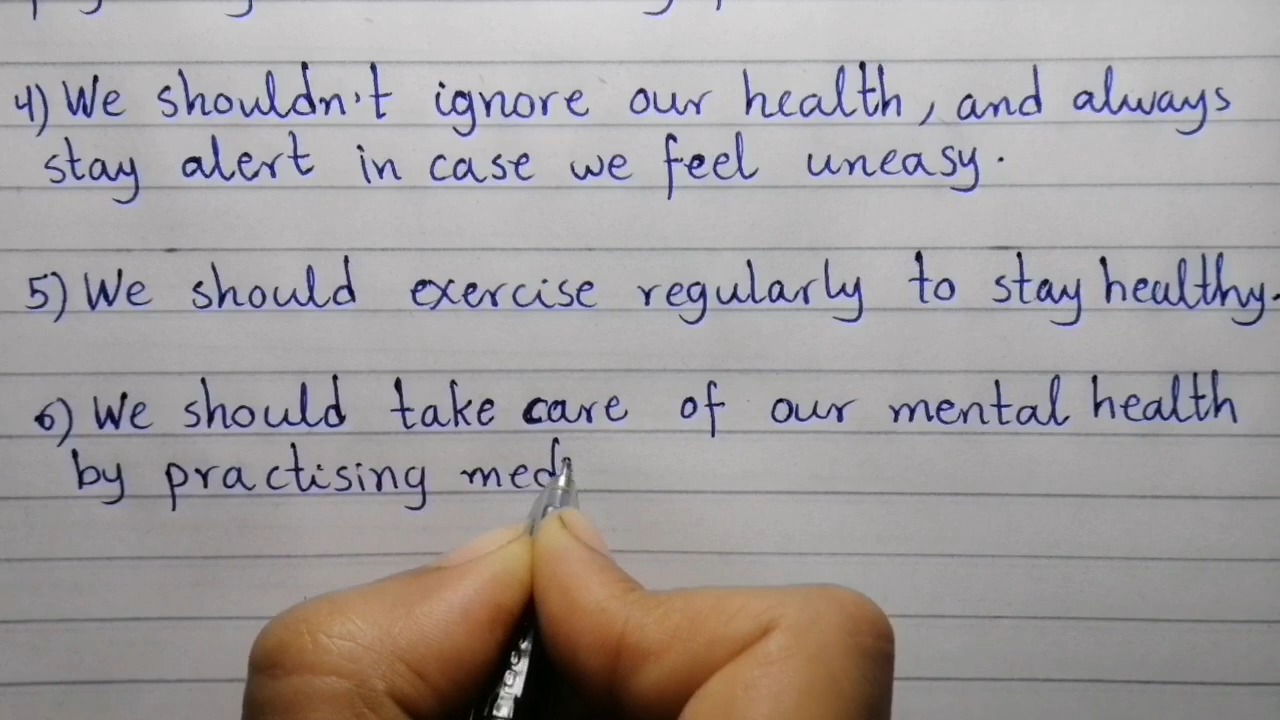 4) We shouldn't ignore our health, and always
stay alert in case we feel uneasy.
5) We should exercise regularly to stay healthy.
6) We should take care of our mental health
by practising med